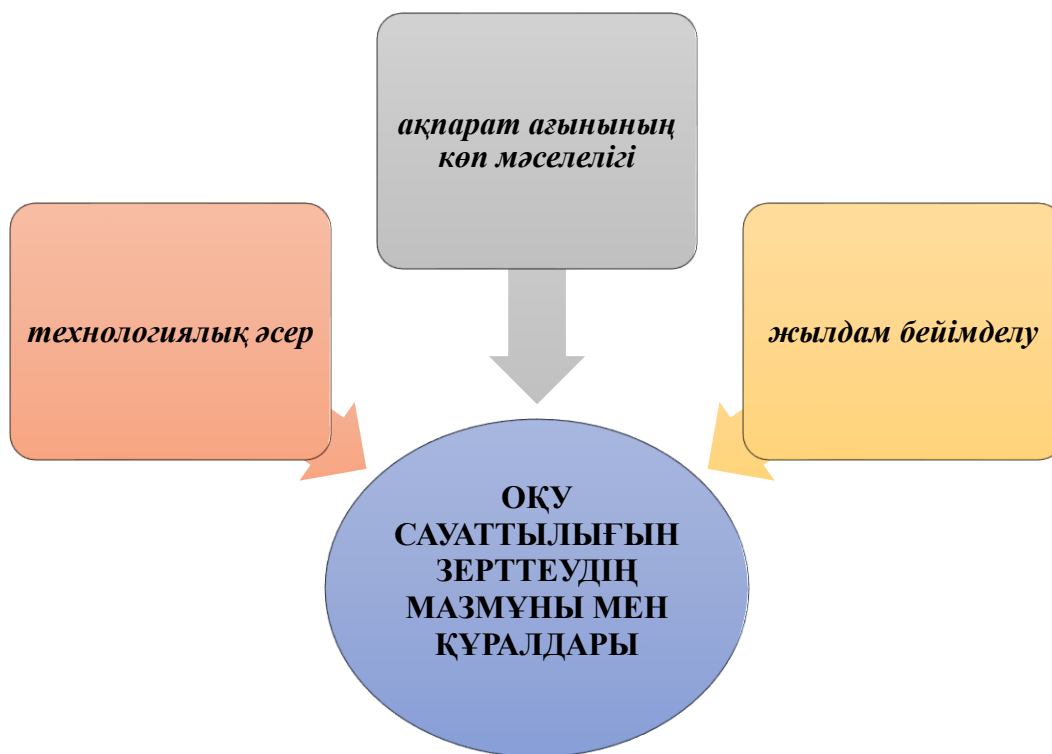 ақпарат ағынының
көп мәселелігі
технологиялық әсер
жылдам бейімделу
ОҚУ
САУАТТЫЛЫҒЫН
ЗЕРТТЕУДІҢ
МАЗМҰНЫ МЕН
ҚҰРАЛДАРЫ